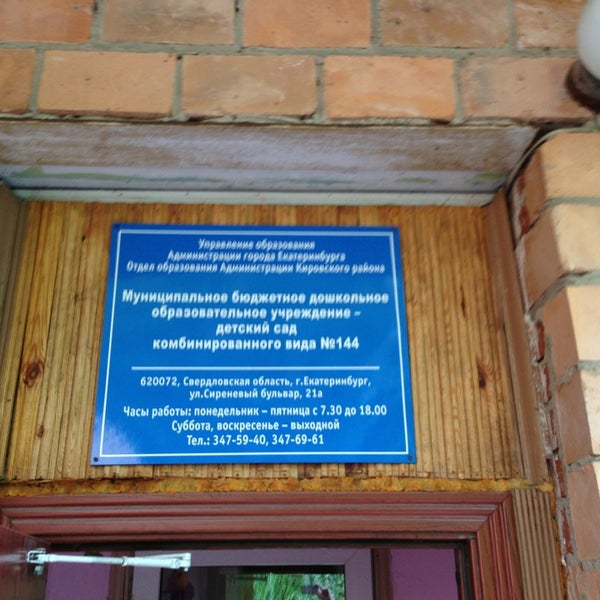 Управление образования
Администрации города Екатеринбурга
Отдел образования Администрации Кировского района
Муниципальное бюджетное дошкольное
образовательное учреждение –
детский сад
комбинированного вида №144
620072, Свердловская область, г.Екатеринбург,
ул.Сиреневый бульвар, 21а
Часы работы: понедельник – пятница с 7.30 до 18.00
Суббота, воскресенье – выходной
Тел.: 347-59-40, 347-69-61